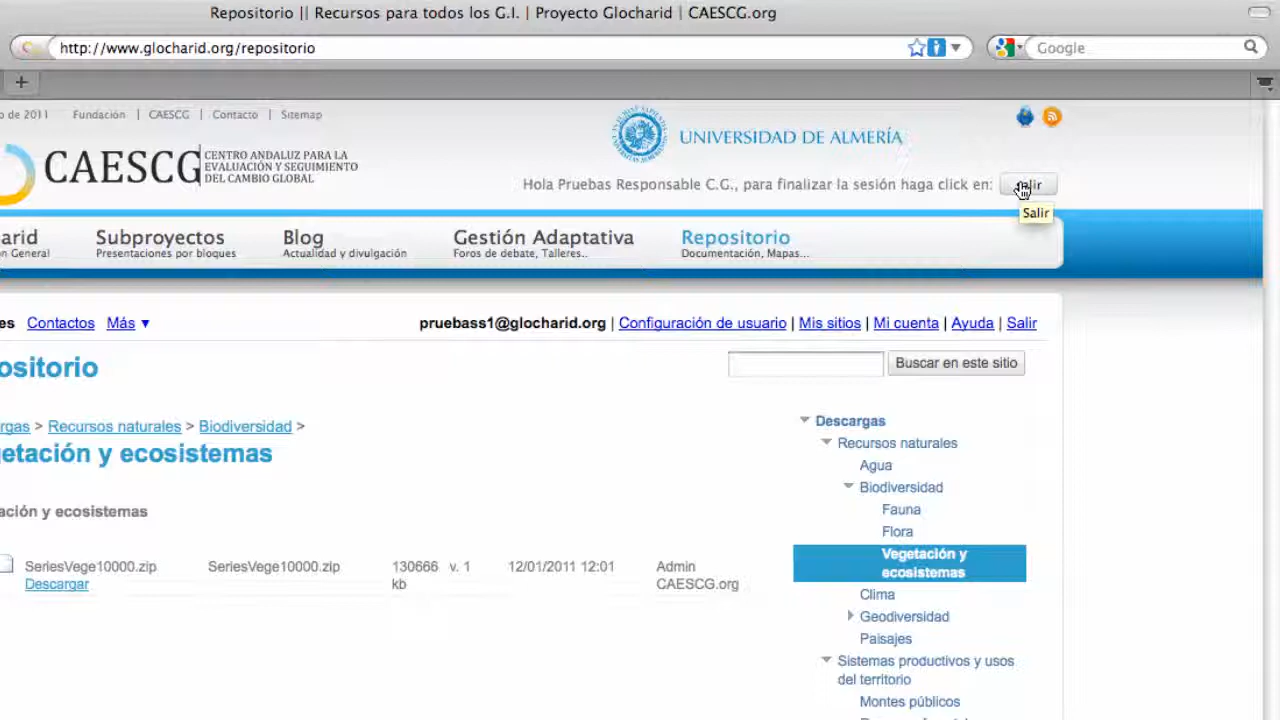 Repositorio || Recursos para todos los G.I. | Proyecto Glocharid | CAESCG.org
http://www.glocharid.org/repositorio
Google
o de 2011 Fundación | CAESCG | Contacto | Sitemap
CAESCG CENTRO ANDALUZ PARA LA
EVALUACIÓN Y SEGUIMIENTO
DEL CAMBIO GLOBAL
UNIVERSIDAD DE ALMERÍA
Hola Pruebas Responsable C.G., para finalizar la sesión haga click en: Salir
Salir
arid Subproyectos Blog Gestión Adaptativa Repositorio
n General Presentaciones por bloques Actualidad y divulgación Foros de debate, Talleres.. Documentación, Mapas...
es Contactos Más ▼ pruebass1@glocharid.org | Configuración de usuario | Mis sitios | Mi cuenta | Ayuda | Salir
ositorio
Buscar en este sitio
rgas > Recursos naturales > Biodiversidad >
etación y ecosistemas
ación y ecosistemas
SeriesVege10000.zip SeriesVege10000.zip 130666 v. 1 12/01/2011 12:01 Admin
Descargar kb CAESCG.org
Descargas
Recursos naturales
Agua
Biodiversidad
Fauna
Flora
Vegetación y
ecosistemas
Clima
Geodiversidad
Paisajes
Sistemas productivos y usos
del territorio
Montes públicos